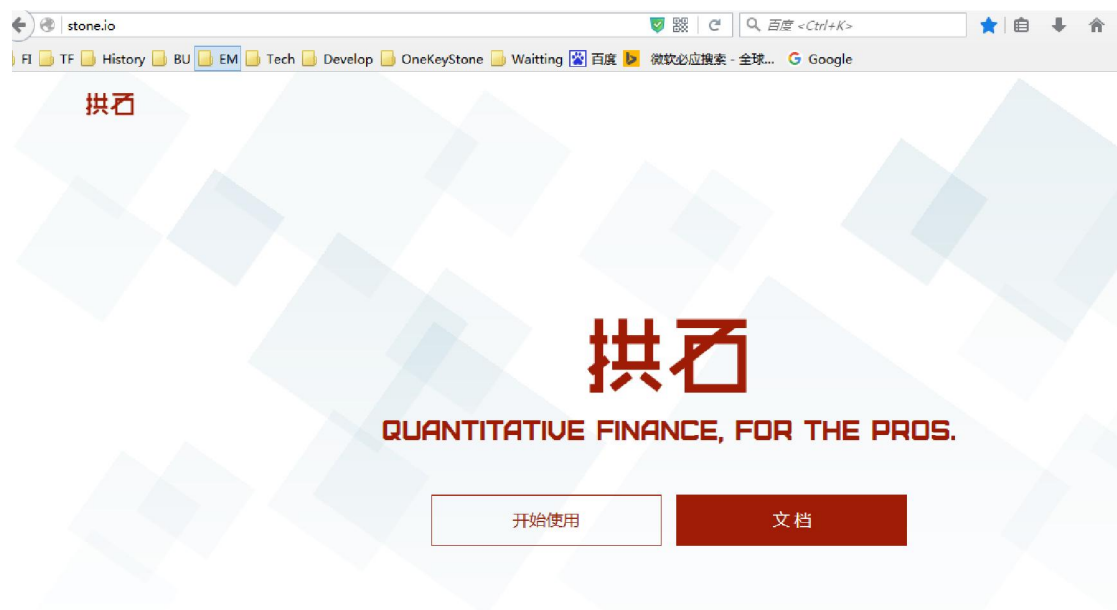 stone.io
百度 <Ctrl+K>
FI TF History BU EM Tech Develop OneKeyStone Waitting 百度 微软必应搜索 - 全球... Google
拱石
拱石
QUANTITATIVE FINANCE, FOR THE PROS.
开始使用 文档